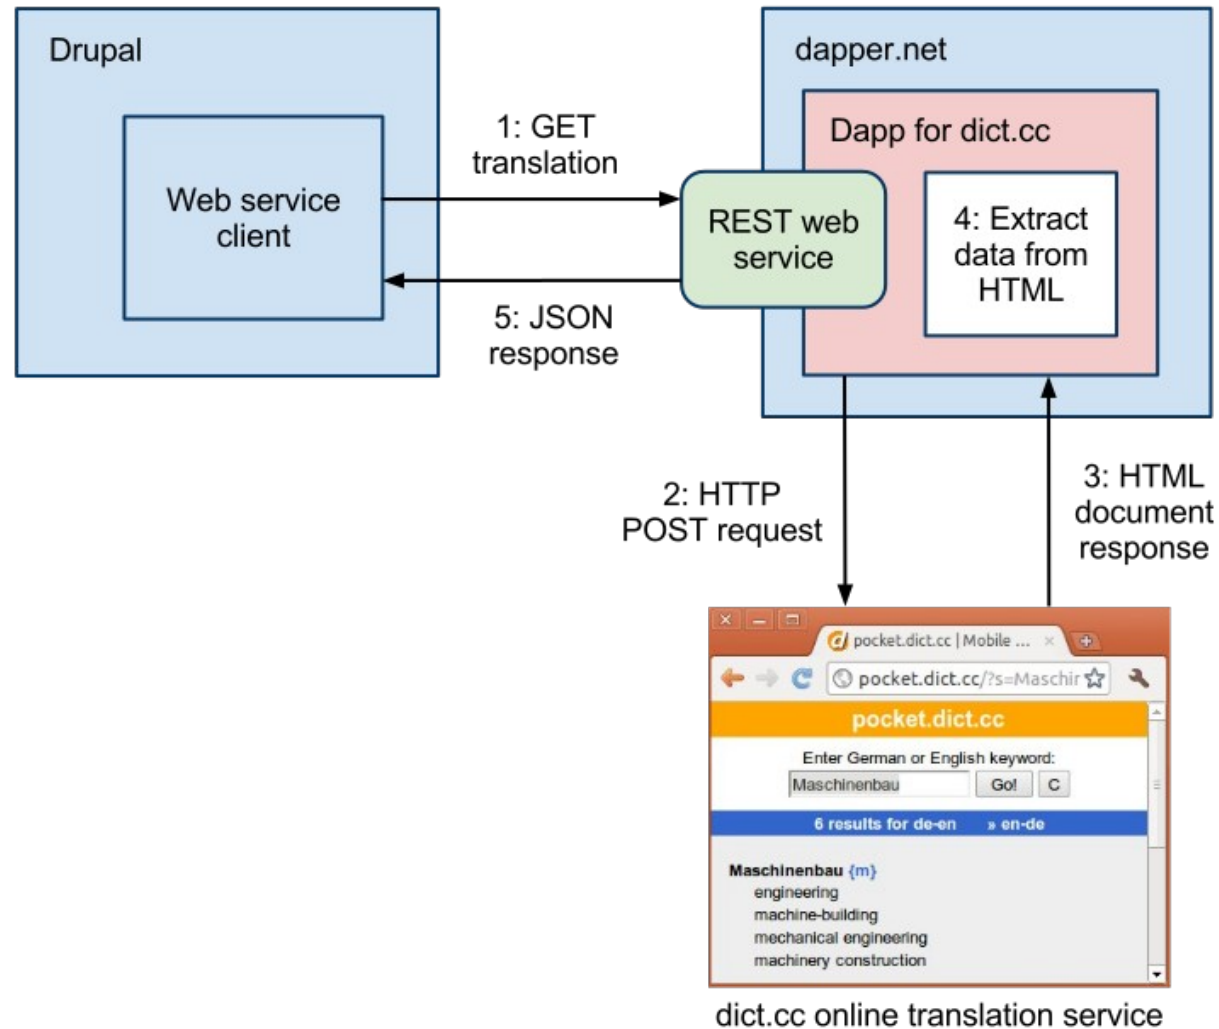 Drupal
Web service
client
1: GET
translation
5: JSON
response
dapper.net
Dapp for dict.cc
REST web
service
4: Extract
data from
HTML
2: HTTP
POST request
3: HTML
document
response
pocket.dict.cc | Mobile ...
pocket.dict.cc/?s=Maschir
pocket.dict.cc
Enter German or English keyword:
Maschinenbau Go! C
6 results for de-en » en-de
Maschinenbau {m}
engineering
machine-building
mechanical engineering
machinery construction
dict.cc online translation service